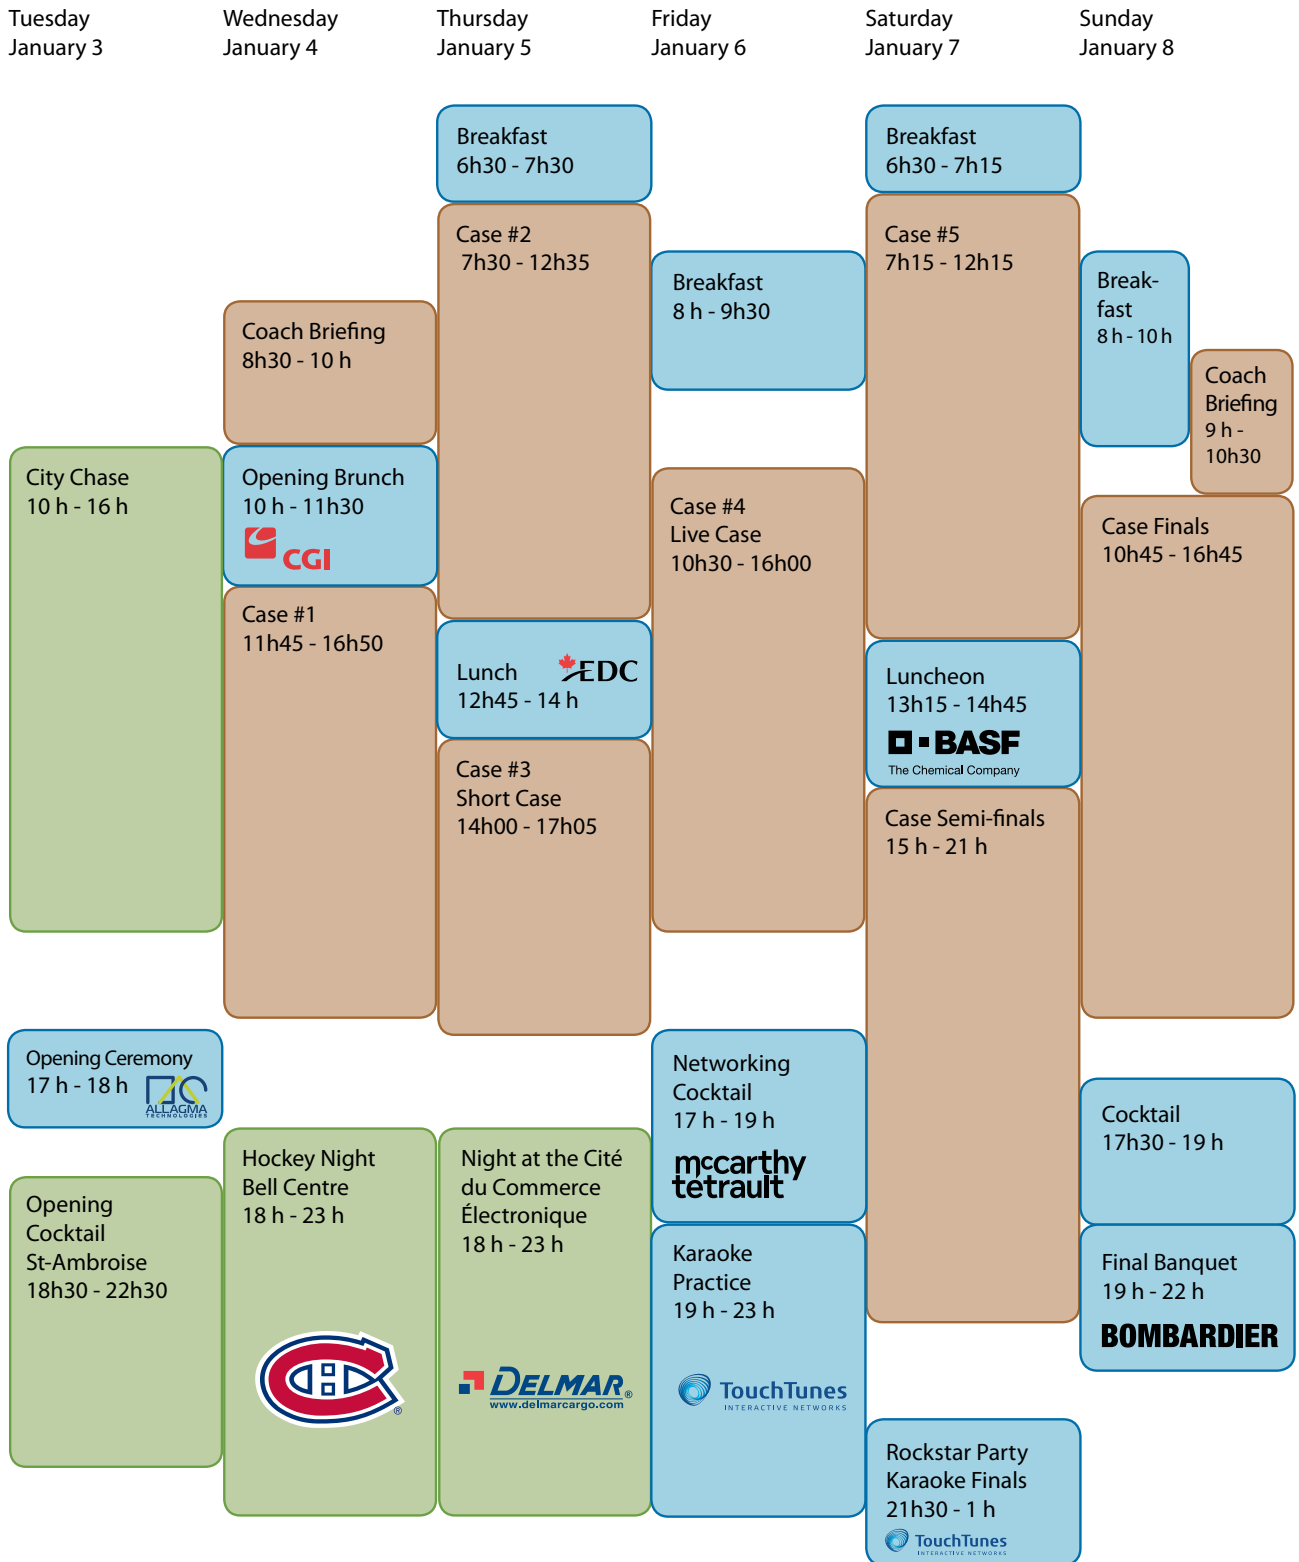 Tuesday
January 3
Wednesday
January 4
Thursday
January 5
Friday
January 6
Saturday
January 7
Sunday
January 8
City Chase
10 h - 16 h
Opening Ceremony
17 h - 18 h
ALLAGMA
TECHNOLOGIES
Opening
Cocktail
St-Ambroise
18h30 - 22h30
Coach Briefing
8h30 - 10 h
Opening Brunch
10 h - 11h30
CGI
Case #1
11h45 - 16h50
Hockey Night
Bell Centre
18 h - 23 h
CH
®
Breakfast
6h30 - 7h30
Case #2
7h30 - 12h35
Lunch
12h45 - 14 h
EDC
Case #3
Short Case
14h00 - 17h05
Night at the Cité
du Commerce
Électronique
18 h - 23 h
DELMAR®
www.delmarcargo.com
Breakfast
8 h - 9h30
Case #4
Live Case
10h30 - 16h00
Networking
Cocktail
17 h - 19 h
mccarthy
tetrault
Karaoke
Practice
19 h - 23 h
TouchTunes
INTERACTIVE NETWORKS
Breakfast
6h30 - 7h15
Case #5
7h15 - 12h15
Luncheon
13h15 - 14h45
BASF
The Chemical Company
Case Semi-finals
15 h - 21 h
Rockstar Party
Karaoke Finals
21h30 - 1 h
TouchTunes
INTERACTIVE NETWORKS
Break-
fast
8 h - 10 h
Coach
Briefing
9 h -
10h30
Case Finals
10h45 - 16h45
Cocktail
17h30 - 19 h
Final Banquet
19 h - 22 h
BOMBARDIER